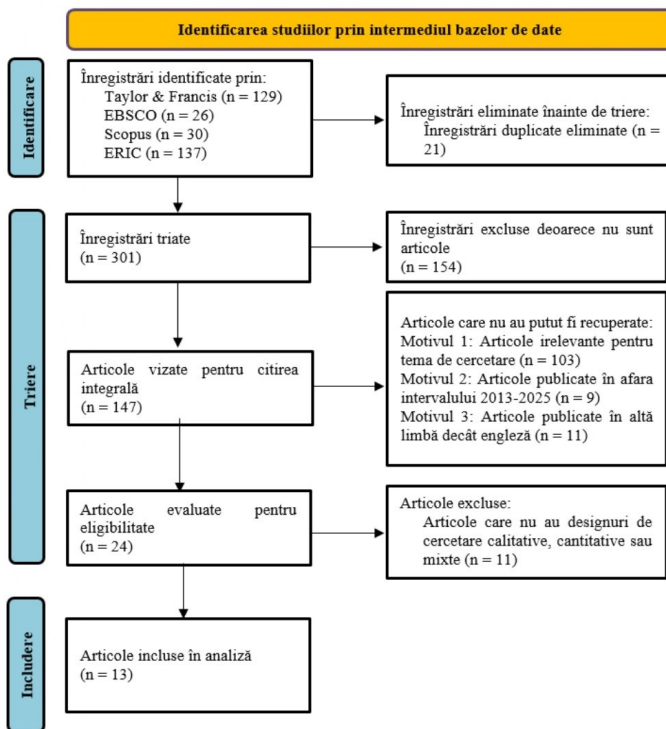 Identificarea studiilor prin intermediul bazelor de date
Identificare
Înregistrări identificate prin:
Taylor & Francis (n = 129)
EBSCO (n = 26)
Scopus (n = 30)
ERIC (n = 137)
Înregistrări eliminate înainte de triere:
Înregistrări duplicate eliminate (n =
21)
Triere
Înregistrări triate
(n = 301)
Înregistrări excluse deoarece nu sunt
articole
(n = 154)
Articole vizate pentru citirea
integrală
(n = 147)
Articole care nu au putut fi recuperate:
Motivul 1: Articole irelevante pentru
tema de cercetare (n = 103)
Motivul 2: Articole publicate în afara
intervalului 2013-2025 (n = 9)
Motivul 3: Articole publicate în altă
limbă decât engleză (n = 11)
Articole evaluate pentru
eligibilitate
(n = 24)
Articole excluse:
Articole care nu au designuri de
cercetare calitative, cantitative sau
mixte (n = 11)
Includere
Articole incluse în analiză
(n = 13)